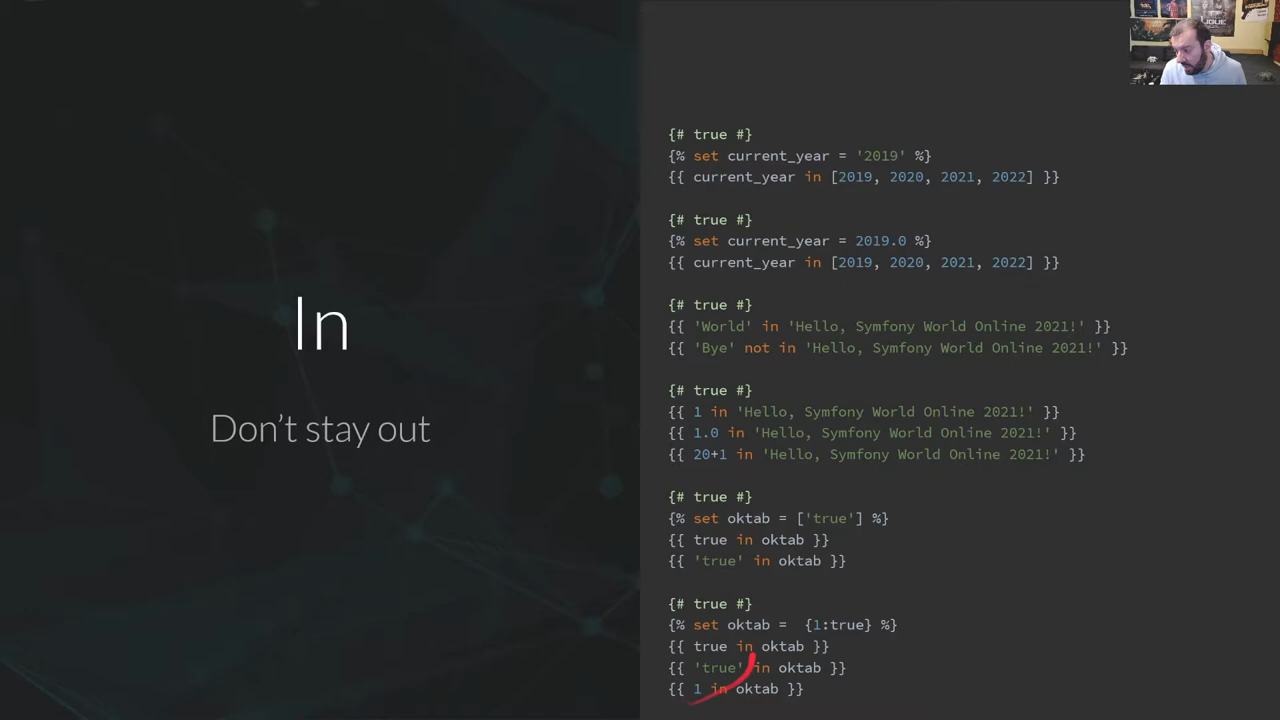 In
Don't stay out
{# true #}
{% set current_year = '2019' %}
{{ current_year in [2019, 2020, 2021, 2022] }}
{# true #}
{% set current_year = 2019.0 %}
{{ current_year in [2019, 2020, 2021, 2022] }}
{# true #}
{{ 'World' in 'Hello, Symfony World Online 2021!' }}
{{ 'Bye' not in 'Hello, Symfony World Online 2021!' }}
{# true #}
{{ 1 in 'Hello, Symfony World Online 2021!' }}
{{ 1.0 in 'Hello, Symfony World Online 2021!' }}
{{ 20+1 in 'Hello, Symfony World Online 2021!' }}
{# true #}
{% set oktab = ['true'] %}
{{ true in oktab }}
{{ 'true' in oktab }}
{# true #}
{% set oktab =  {1:true} %}
{{ true in oktab }}
{{ 'true' in oktab }}
{{ 1 in oktab }}